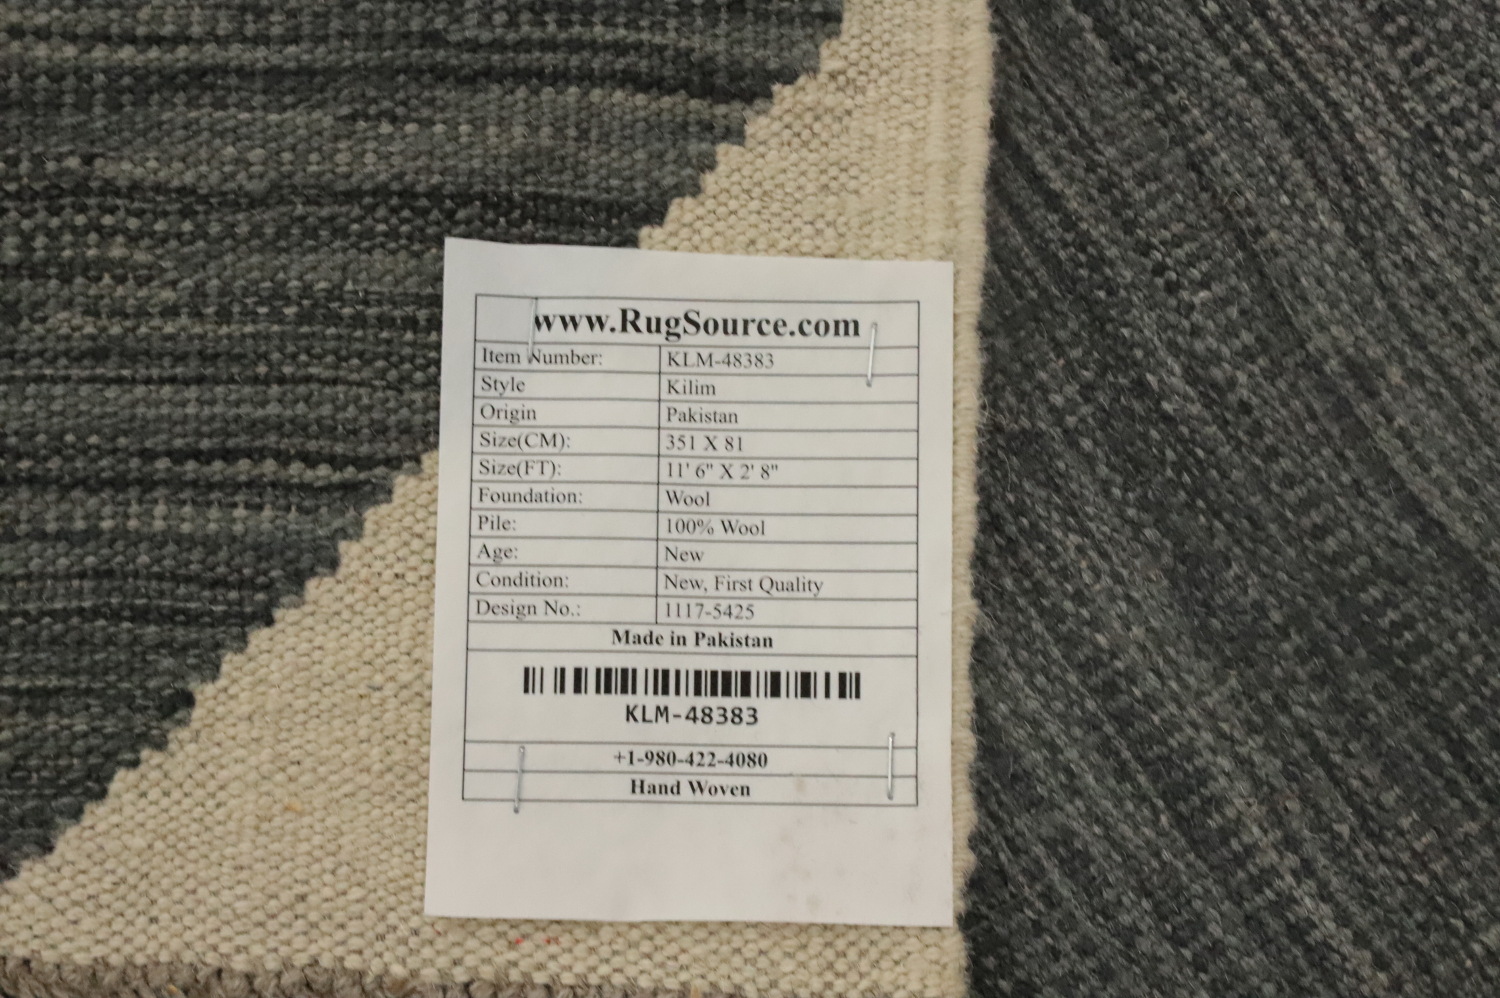 www.RugSource.com
Item Number: KLM-48383
Style Kilim
Origin Pakistan
Size(CM): 351 X 81
Size(FT): 11' 6" X 2' 8"
Foundation: Wool
Pile: 100% Wool
Age: New
Condition: New, First Quality
Design No.: 1117-5425
Made in Pakistan
KLM-48383
+1-980-422-4080
Hand Woven